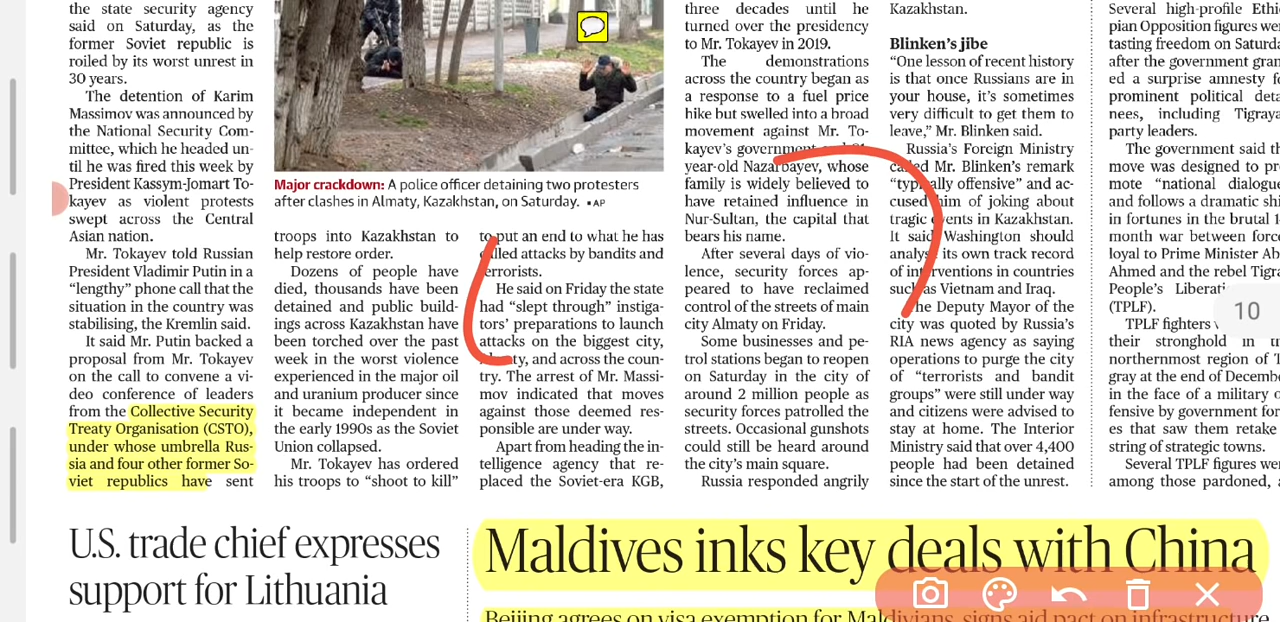 the state security agency
said on Saturday, as the
former Soviet republic is
roiled by its worst unrest in
30 years.
The detention of Karim
Massimov was announced by
the National Security Com-
mittee, which he headed un-
til he was fired this week by
President Kassym-Jomart To-
kayev as violent protests
swept across the Central
Asian nation.
Mr. Tokayev told Russian
President Vladimir Putin in a
“lengthy” phone call that the
situation in the country was
stabilising, the Kremlin said.
It said Mr. Putin backed a
proposal from Mr. Tokayev
on the call to convene a vi-
deo conference of leaders
from the Collective Security
Treaty Organisation (CSTO),
under whose umbrella Rus-
sia and four other former So-
viet republics have sent
Major crackdown: A police officer detaining two protesters
after clashes in Almaty, Kazakhstan, on Saturday. ▪AP
troops into Kazakhstan to
help restore order.
Dozens of people have
died, thousands have been
detained and public build-
ings across Kazakhstan have
been torched over the past
week in the worst violence
experienced in the major oil
and uranium producer since
it became independent in
the early 1990s as the Soviet
Union collapsed.
Mr. Tokayev has ordered
his troops to “shoot to kill”
to put an end to what he has
called attacks by bandits and
terrorists.
He said on Friday the state
had “slept through” instiga-
tors’ preparations to launch
attacks on the biggest city,
and across the coun-
try. The arrest of Mr. Massi-
mov indicated that moves
against those deemed res-
ponsible are under way.
Apart from heading the in-
telligence agency that re-
placed the Soviet-era KGB,
three decades until he
turned over the presidency
to Mr. Tokayev in 2019.
The demonstrations
across the country began as
a response to a fuel price
hike but swelled into a broad
movement against Mr. To-
kayev’s government
year-old Nazarbayev, whose
family is widely believed to
have retained influence in
Nur-Sultan, the capital that
bears his name.
After several days of vio-
lence, security forces ap-
peared to have reclaimed
control of the streets of main
city Almaty on Friday.
Some businesses and pe-
trol stations began to reopen
on Saturday in the city of
around 2 million people as
security forces patrolled the
streets. Occasional gunshots
could still be heard around
the city’s main square.
Russia responded angrily
Kazakhstan.
Blinken’s jibe
“One lesson of recent history
is that once Russians are in
your house, it’s sometimes
very difficult to get them to
leave,” Mr. Blinken said.
Russia’s Foreign Ministry
called Mr. Blinken’s remark
“typically offensive” and ac-
cused him of joking about
tragic events in Kazakhstan.
It said Washington should
analyse its own track record
of interventions in countries
such as Vietnam and Iraq.
The Deputy Mayor of the
city was quoted by Russia’s
RIA news agency as saying
operations to purge the city
of “terrorists and bandit
groups” were still under way
and citizens were advised to
stay at home. The Interior
Ministry said that over 4,400
people had been detained
since the start of the unrest.
Several high-profile Ethio-
pian Opposition figures were
tasting freedom on Saturday
after the government grant-
ed a surprise amnesty
prominent political
nees, including
party leaders.
The government said
move was designed to
mote “national dialogue
and follows a dramatic
in fortunes in the brutal
month war between
loyal to Prime Minister
Ahmed and the rebel
People’s
(TPLF).
TPLF fighters
their stronghold in
northernmost region of
gray at the end of
in the face of a military
fensive by government
es that saw them retake
string of strategic towns.
Several TPLF figures
among those pardoned,
10
U.S. trade chief expresses
support for Lithuania
Maldives inks key deals with China
Beijing agrees on visa exemption for Maldivians, signs aid pact on infrastructure